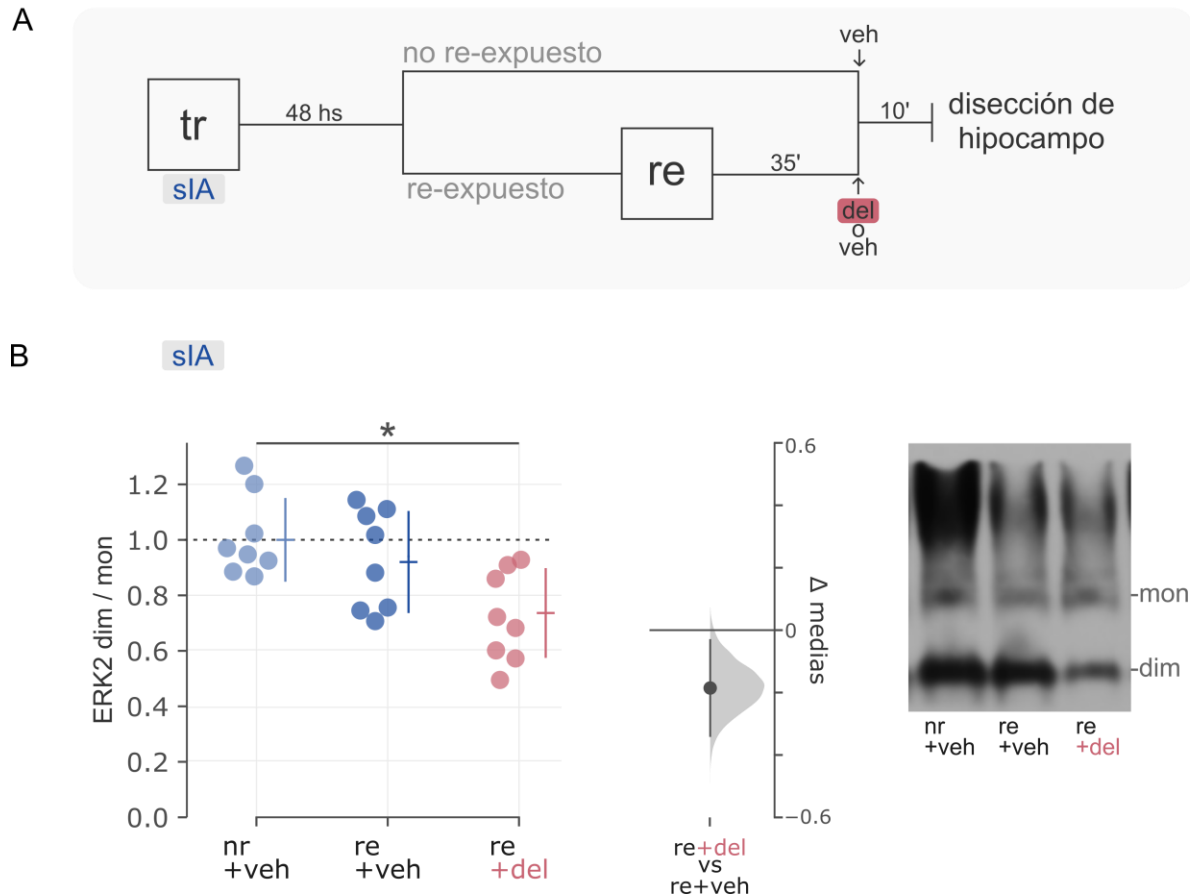 A
no re-expuesto
veh
tr
48 hs
10'
disección de
hipocampo
sIA
re-expuesto
re
35'
del
o
veh
B
sIA
*
1.2
1.0
0.8
0.6
0.4
0.2
0.0
ERK2 dim / mon
nr
+veh
re
+veh
re
+del
0.6
0
−0.6
Δ medias
re+del
vs
re+veh
-mon
-dim
nr
+veh
re
+veh
re
+del